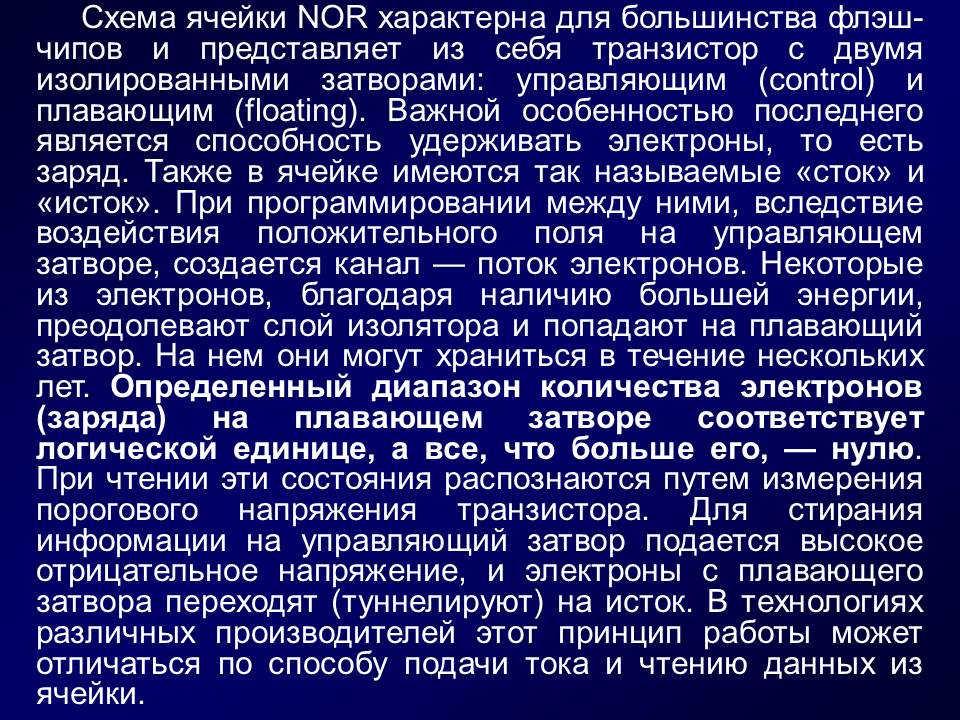 Схема ячейки NOR характерна для большинства флэш-
чипов и представляет из себя транзистор с двумя
изолированными затворами: управляющим (control) и
плавающим (floating). Важной особенностью последнего
является способность удерживать электроны, то есть
заряд. Также в ячейке имеются так называемые «сток» и
«исток». При программировании между ними, вследствие
воздействия положительного поля на управляющем
затворе, создается канал — поток электронов. Некоторые
из электронов, благодаря наличию большей энергии,
преодолевают слой изолятора и попадают на плавающий
затвор. На нем они могут храниться в течение нескольких
лет. Определенный диапазон количества электронов
(заряда) на плавающем затворе соответствует
логической единице, а все, что больше его, — нулю.
При чтении эти состояния распознаются путем измерения
порогового напряжения транзистора. Для стирания
информации на управляющий затвор подается высокое
отрицательное напряжение, и электроны с плавающего
затвора переходят (туннелируют) на исток. В технологиях
различных производителей этот принцип работы может
отличаться по способу подачи тока и чтению данных из
ячейки.